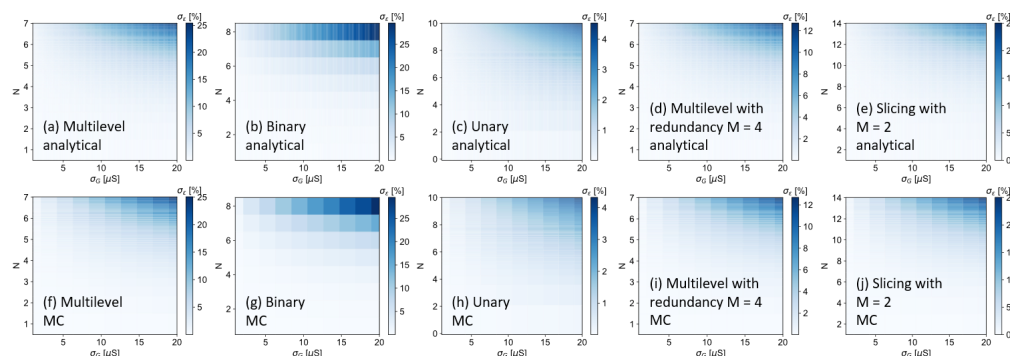 σε [%]
σε [%]
σε [%]
σε [%]
σε [%]
7
6
5
4
3
2
1
N
5 10 15 20
σG [µS]
25
20
15
10
5
(a) Multilevel
analytical
8
6
4
2
N
5 10 15 20
σG [µS]
25
20
15
10
5
(b) Binary
analytical
10
8
6
4
2
0
N
5 10 15 20
σG [µS]
4
3
2
1
(c) Unary
analytical
7
6
5
4
3
2
1
N
5 10 15 20
σG [µS]
12
10
8
6
4
2
(d) Multilevel with
redundancy M = 4
analytical
14
12
10
8
6
4
2
N
5 10 15 20
σG [µS]
(e) Slicing with
M = 2
analytical
σε [%]
σε [%]
σε [%]
σε [%]
σε [%]
7
6
5
4
3
2
1
N
5 10 15 20
σG [µS]
25
20
15
10
5
(f) Multilevel
MC
8
6
4
2
N
5 10 15 20
σG [µS]
25
20
15
10
5
(g) Binary
MC
10
8
6
4
2
0
N
5 10 15 20
σG [µS]
4
3
2
1
(h) Unary
MC
7
6
5
4
3
2
1
N
5 10 15 20
σG [µS]
12
10
8
6
4
2
(i) Multilevel with
redundancy M = 4
MC
14
12
10
8
6
4
2
N
5 10 15 20
σG [µS]
(j) Slicing with
M = 2
MC